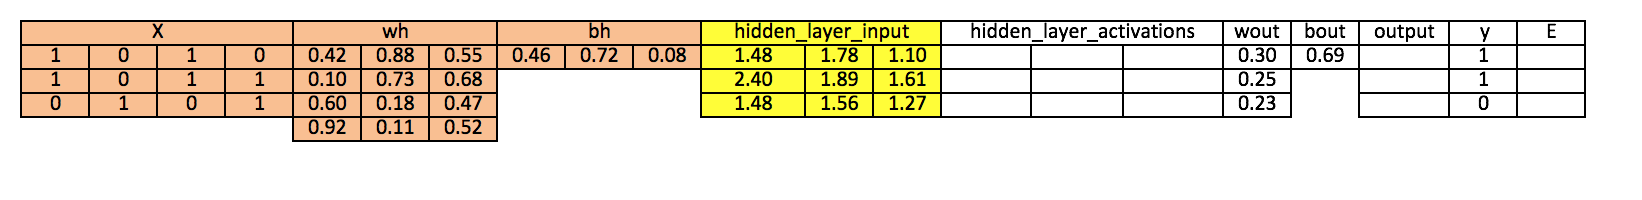 X wh bh hidden_layer_input hidden_layer_activations wout bout output y E
1 0 1 0 0.42 0.88 0.55 0.46 0.72 0.08 1.48 1.78 1.10 0.30 0.69 1
1 0 1 1 0.10 0.73 0.68 2.40 1.89 1.61 0.25 1
0 1 0 1 0.60 0.18 0.47 1.48 1.56 1.27 0.23 0
0.92 0.11 0.52